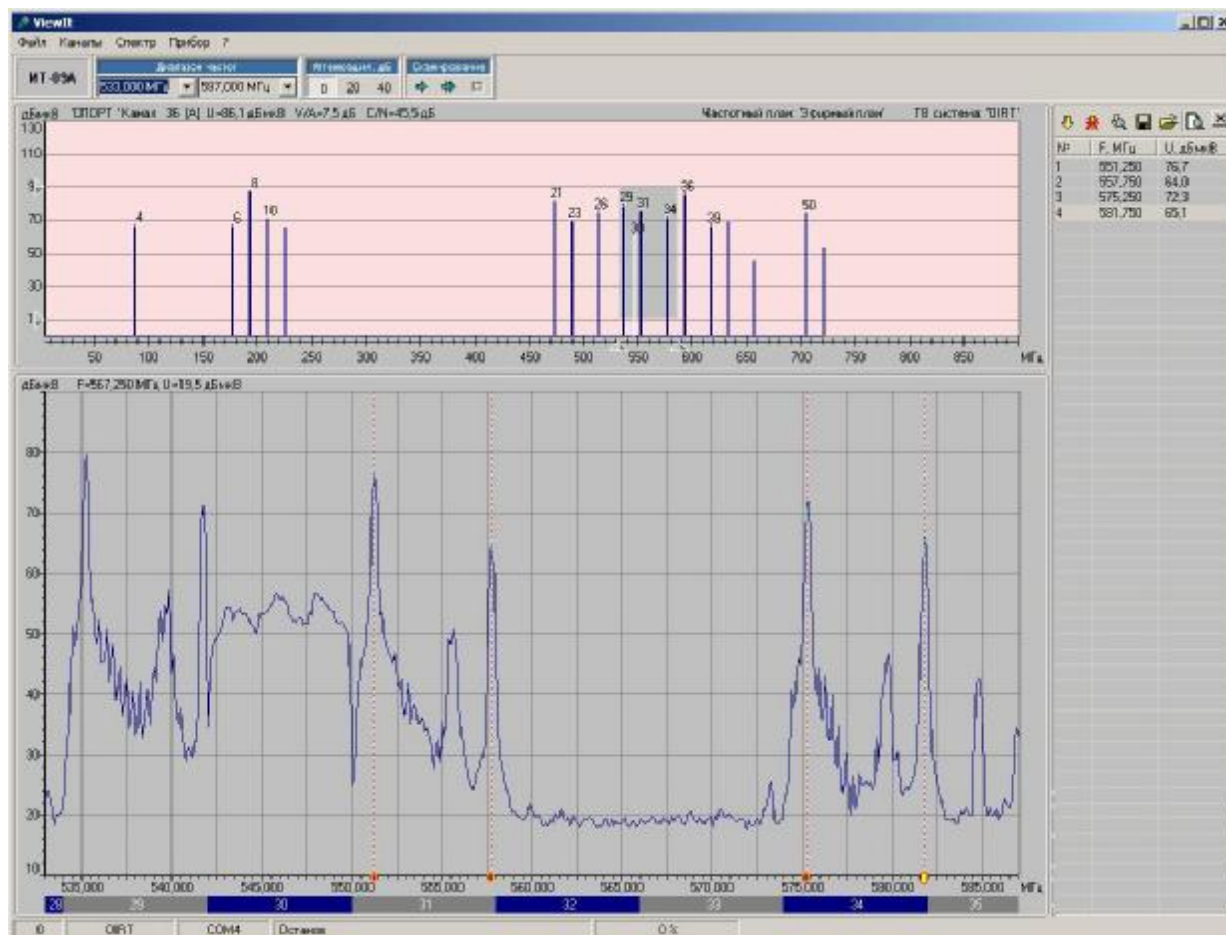 ViewIt
Файл Каналы Спектр Прибор ?
ИТ-09А
Диапазон частот
Аттенюация, дБ
Сканирование
533,000 МГц 587,000 МГц 0 20 40
дБмкВ "СПОРТ" Канал 36 [A] U=86,1 дБмкВ V/A=7,5 дБ C/N=45,5 дБ Частотный план "Эфирный план" ТВ система "OIRT"
130
110
90
70
50
30
4 6 8 10 21 23 26 29 30 31 34 36 39 50
50 100 150 200 250 300 350 400 450 500 550 600 650 700 750 800 850 МГц
№ F, МГц U, дБмкВ
1 551,250 76,7
2 557,750 64,8
3 575,250 72,3
4 581,750 65,1
дБмкВ F=567,250 МГц U=19,5 дБмкВ
80
70
60
50
40
30
20
10
535,000 540,000 545,000 550,000 555,000 560,000 565,000 570,000 575,000 580,000 585,000 МГц
28 29 30 31 32 33 34 35
0 OIRT COM4 Останов 0 %